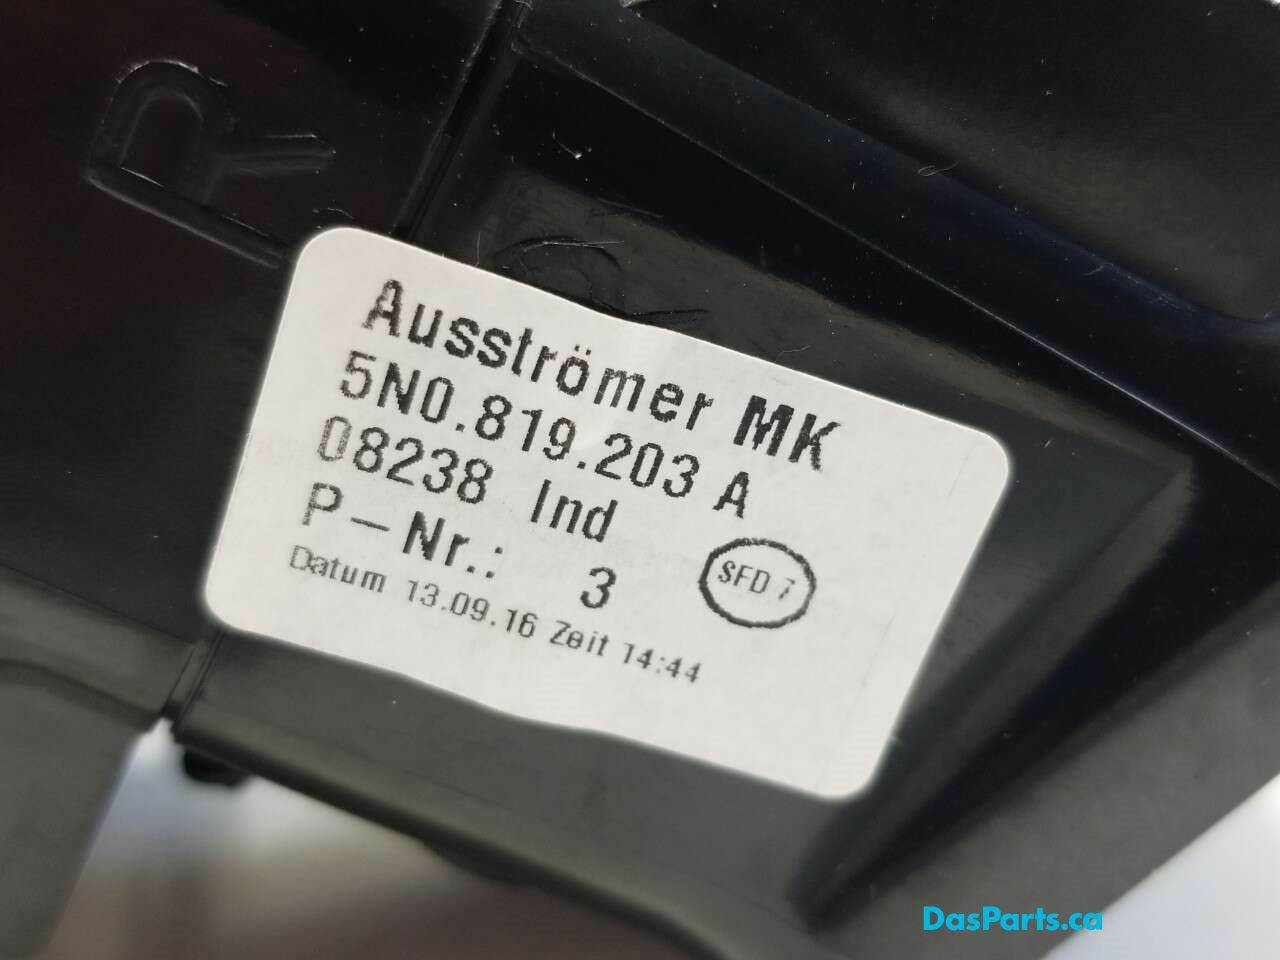 R
Ausströmer MK
5N0.819.203 A
08238 Ind
P-Nr.: 3
SFD 7
Datum 13.09.16 Zeit 14:44
DasParts.ca